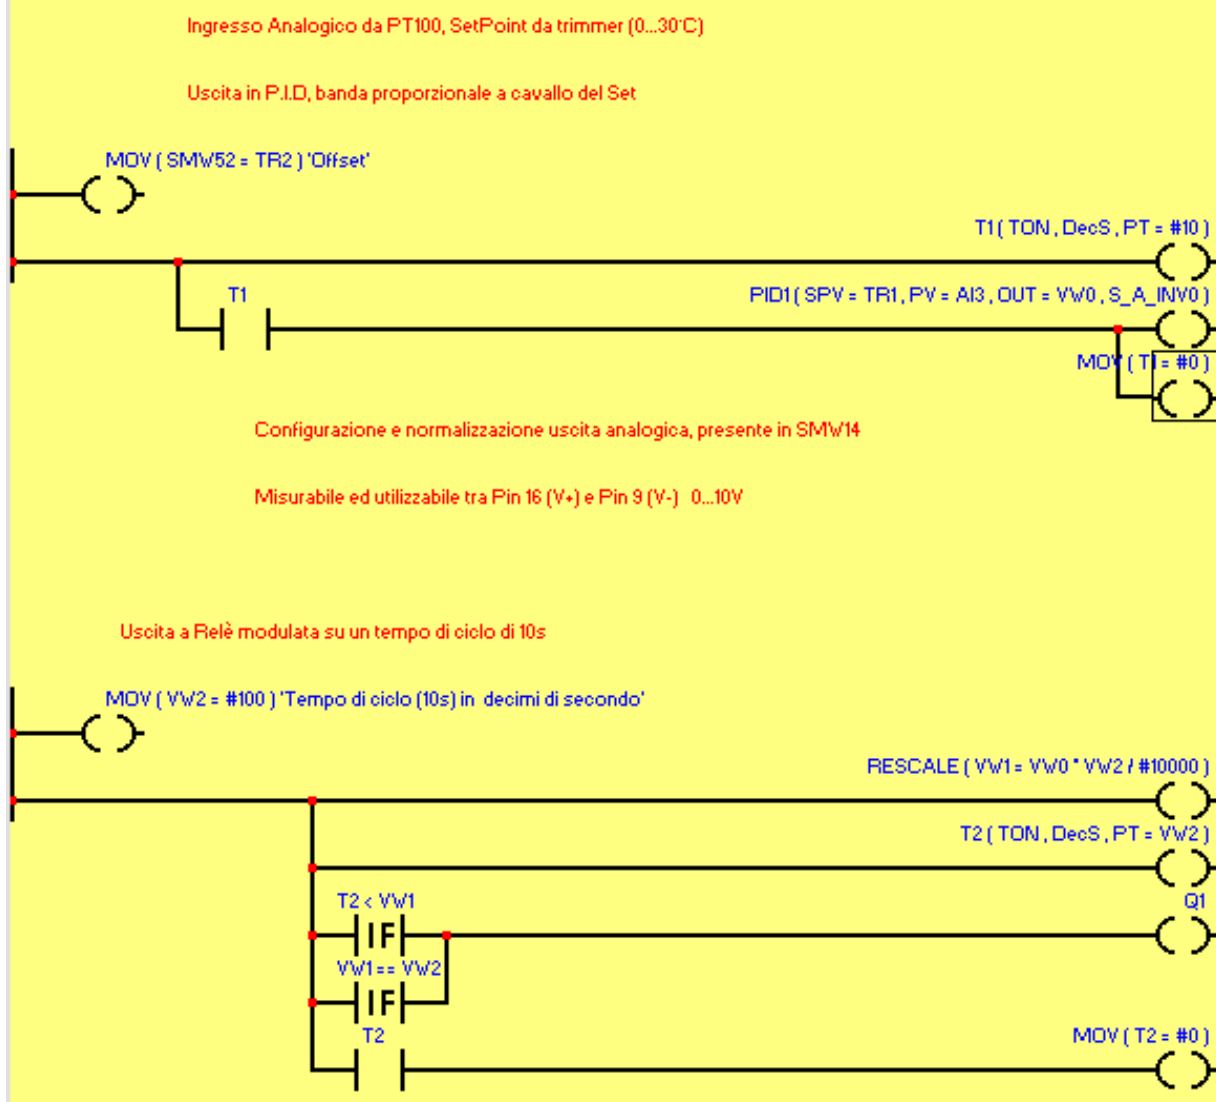 Ingresso Analogico da PT100, SetPoint da trimmer (0...30°C)
Uscita in P.I.D, banda proporzionale a cavallo del Set
MOV ( SMW52 = TR2 ) 'Offset'
T1 ( TON , DecS , PT = #10 )
T1
PID1 ( SPV = TR1 , PV = AI3 , OUT = VW0 , S_A_INV0 )
MOV ( T1 = #0 )
Configurazione e normalizzazione uscita analogica, presente in SMW14
Misurabile ed utilizzabile tra Pin 16 (V+) e Pin 9 (V-) 0...10V
Uscita a Relè modulata su un tempo di ciclo di 10s
MOV ( VW2 = #100 ) 'Tempo di ciclo (10s) in decimi di secondo'
RESCALE ( VW1 = VW0 * VW2 / #10000 )
T2 ( TON , DecS , PT = VW2 )
T2 < VW1
Q1
IF
VW1 == VW2
IF
T2
MOV ( T2 = #0 )